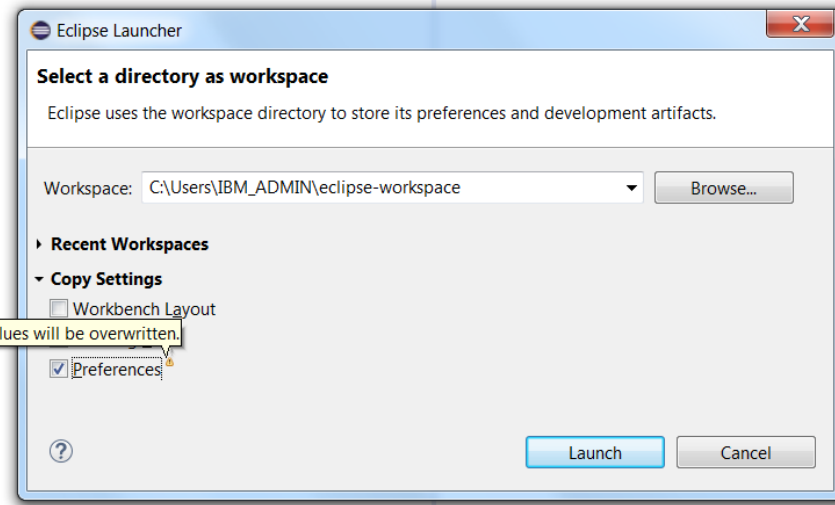 Eclipse Launcher
Select a directory as workspace
Eclipse uses the workspace directory to store its preferences and development artifacts.
Workspace: C:\Users\IBM_ADMIN\eclipse-workspace Browse...
Recent Workspaces
Copy Settings
Workbench Layout
will be overwritten.
Preferences
Launch Cancel